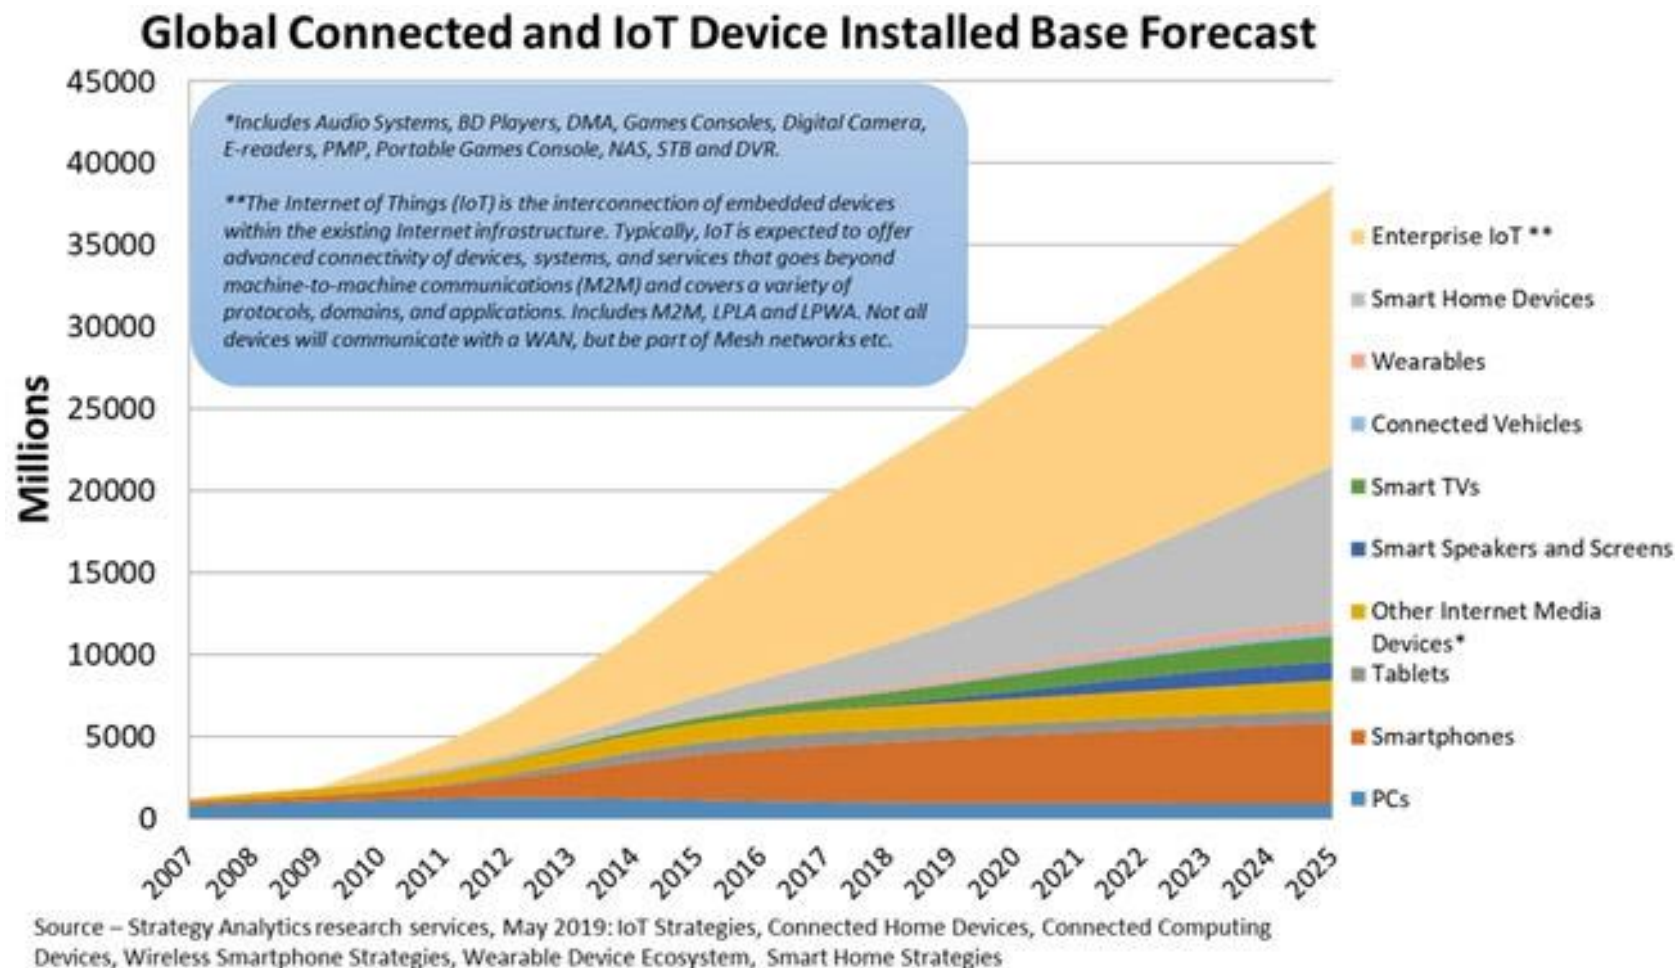 Global Connected and IoT Device Installed Base Forecast
45000
40000
35000
30000
25000
20000
15000
10000
5000
0
Millions
*Includes Audio Systems, BD Players, DMA, Games Consoles, Digital Camera,
E-readers, PMP, Portable Games Console, NAS, STB and DVR.
**The Internet of Things (IoT) is the interconnection of embedded devices
within the existing Internet infrastructure. Typically, IoT is expected to offer
advanced connectivity of devices, systems, and services that goes beyond
machine-to-machine communications (M2M) and covers a variety of
protocols, domains, and applications. Includes M2M, LPLA and LPWA. Not all
devices will communicate with a WAN, but be part of Mesh networks etc.
Enterprise IoT **
Smart Home Devices
Wearables
Connected Vehicles
Smart TVs
Smart Speakers and Screens
Other Internet Media
Devices*
Tablets
Smartphones
PCs
2007
2008
2009
2010
2011
2012
2013
2014
2015
2016
2017
2018
2019
2020
2021
2022
2023
2024
2025
Source – Strategy Analytics research services, May 2019: IoT Strategies, Connected Home Devices, Connected Computing
Devices, Wireless Smartphone Strategies, Wearable Device Ecosystem, Smart Home Strategies